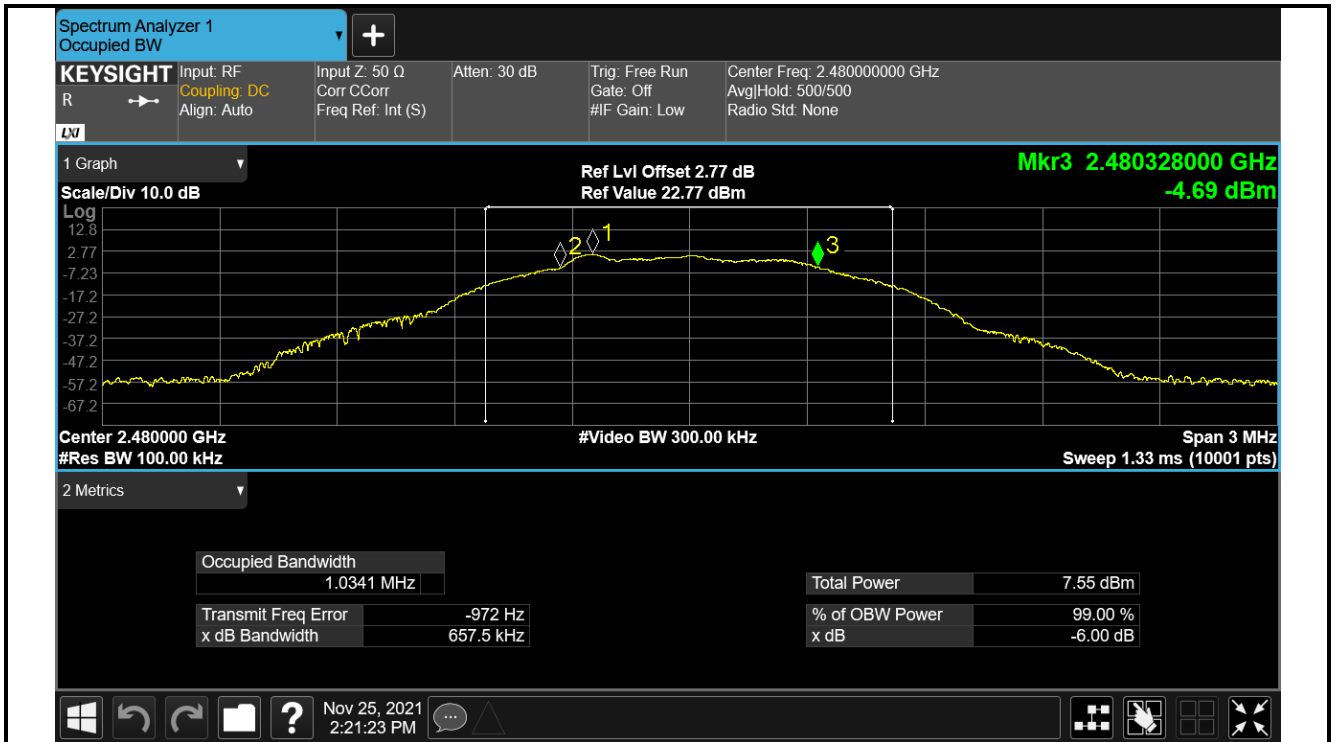 Spectrum Analyzer 1
Occupied BW
+
KEYSIGHT Input: RF Input Z: 50 Ω Atten: 30 dB Trig: Free Run Center Freq: 2.480000000 GHz
R Coupling: DC Corr CCorr Gate: Off Avg|Hold: 500/500
Align: Auto Freq Ref: Int (S) #IF Gain: Low Radio Std: None
LXI
1 Graph Ref Lvl Offset 2.77 dB Mkr3 2.480328000 GHz
Scale/Div 10.0 dB Ref Value 22.77 dBm -4.69 dBm
Log
12.8
2.77
-7.23
-17.2
-27.2
-37.2
-47.2
-57.2
-67.2
2 1 3
Center 2.480000 GHz #Video BW 300.00 kHz Span 3 MHz
#Res BW 100.00 kHz Sweep 1.33 ms (10001 pts)
2 Metrics
Occupied Bandwidth
1.0341 MHz Total Power 7.55 dBm
Transmit Freq Error -972 Hz % of OBW Power 99.00 %
x dB Bandwidth 657.5 kHz x dB -6.00 dB
? Nov 25, 2021
2:21:23 PM